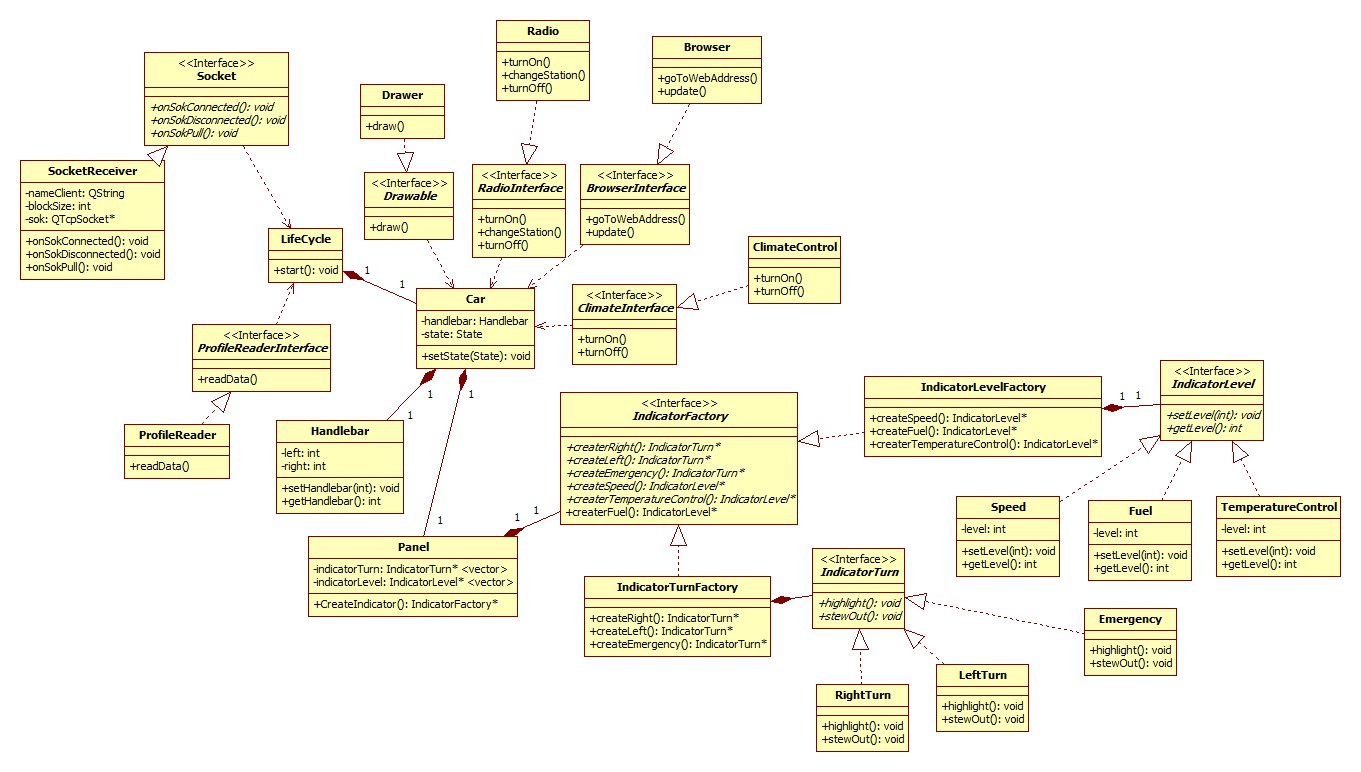 <<Interface>>
Socket
+onSokConnected(): void
+onSokDisconnected(): void
+onSokPull(): void
SocketReceiver
-nameClient: QString
-blockSize: int
-sok: QTcpSocket*
+onSokConnected(): void
+onSokDisconnected(): void
+onSokPull(): void
Drawer
+draw()
Radio
+turnOn()
+changeStation()
+turnOff()
Browser
+goToWebAddress()
+update()
<<Interface>>
Drawable
+draw()
<<Interface>>
RadioInterface
+turnOn()
+changeStation()
+turnOff()
<<Interface>>
BrowserInterface
+goToWebAddress()
+update()
LifeCycle
+start(): void
1
1
Car
-handlebar: Handlebar
-state: State
+setState(State): void
<<Interface>>
ClimateInterface
+turnOn()
+turnOff()
ClimateControl
+turnOn()
+turnOff()
<<Interface>>
ProfileReaderInterface
+readData()
ProfileReader
+readData()
1
1
1
1
Handlebar
-left: int
-right: int
+setHandlebar(int): void
+getHandlebar(): int
Panel
-indicatorTurn: IndicatorTurn* <vector>
-indicatorLevel: IndicatorLevel* <vector>
+CreateIndicator(): IndicatorFactory*
1
1
<<Interface>>
IndicatorFactory
+createrRight(): IndicatorTurn*
+createLeft(): IndicatorTurn*
+createEmergency(): IndicatorTurn*
+createSpeed(): IndicatorLevel*
+createrTemperatureControl(): IndicatorLevel*
+createrFuel(): IndicatorLevel*
IndicatorLevelFactory
+createSpeed(): IndicatorLevel*
+createFuel(): IndicatorLevel*
+createrTemperatureControl(): IndicatorLevel*
1
1
<<Interface>>
IndicatorLevel
+setLevel(int): void
+getLevel(): int
Speed
-level: int
+setLevel(int): void
+getLevel(): int
Fuel
-level: int
+setLevel(int): void
+getLevel(): int
TemperatureControl
-level: int
+setLevel(int): void
+getLevel(): int
IndicatorTurnFactory
+createRight(): IndicatorTurn*
+createLeft(): IndicatorTurn*
+createEmergency(): IndicatorTurn*
<<Interface>>
IndicatorTurn
+highlight(): void
+stewOut(): void
Emergency
+highlight(): void
+stewOut(): void
LeftTurn
+highlight(): void
+stewOut(): void
RightTurn
+highlight(): void
+stewOut(): void